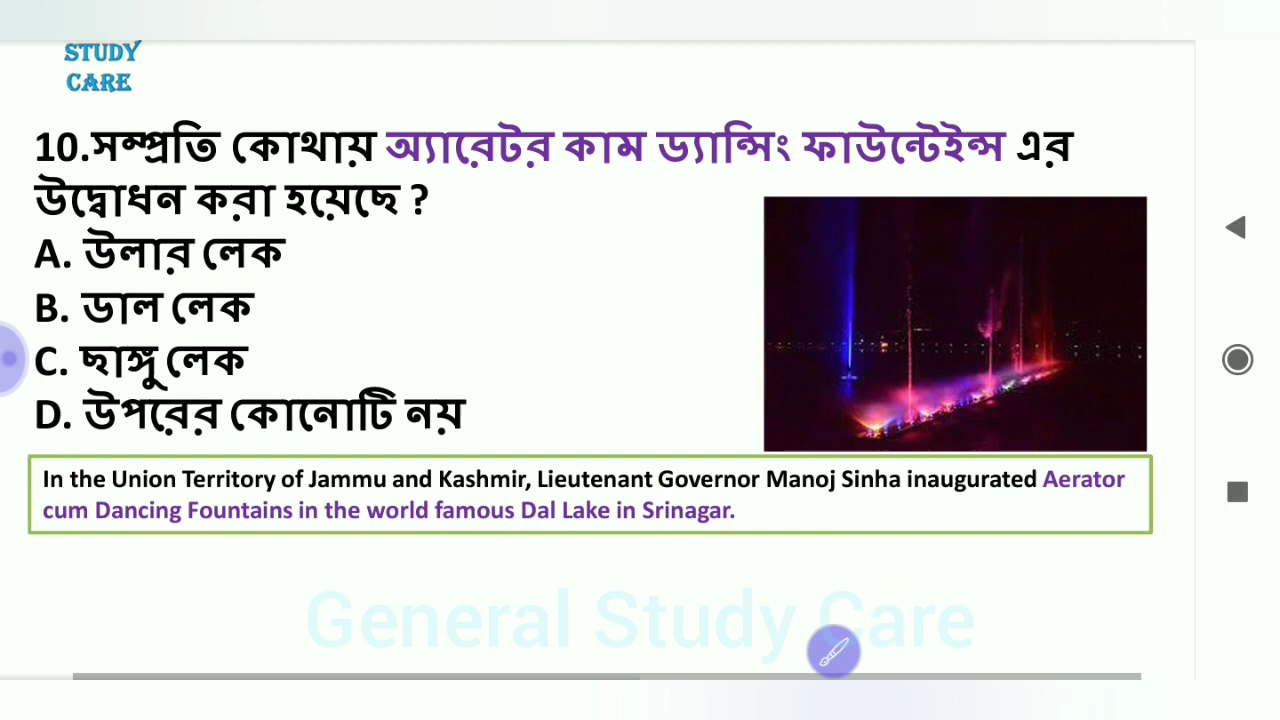 STUDY
CARE
10.সম্প্রতি কোথায় অ্যারেটর কাম ড্যান্সিং ফাউন্টেইন্স এর
উদ্বোধন করা হয়েছে ?
A. উলার লেক
B. ডাল লেক
C. ছাঙ্গু লেক
D. উপরের কোনোটি নয়
In the Union Territory of Jammu and Kashmir, Lieutenant Governor Manoj Sinha inaugurated Aerator
cum Dancing Fountains in the world famous Dal Lake in Srinagar.
General Study Care